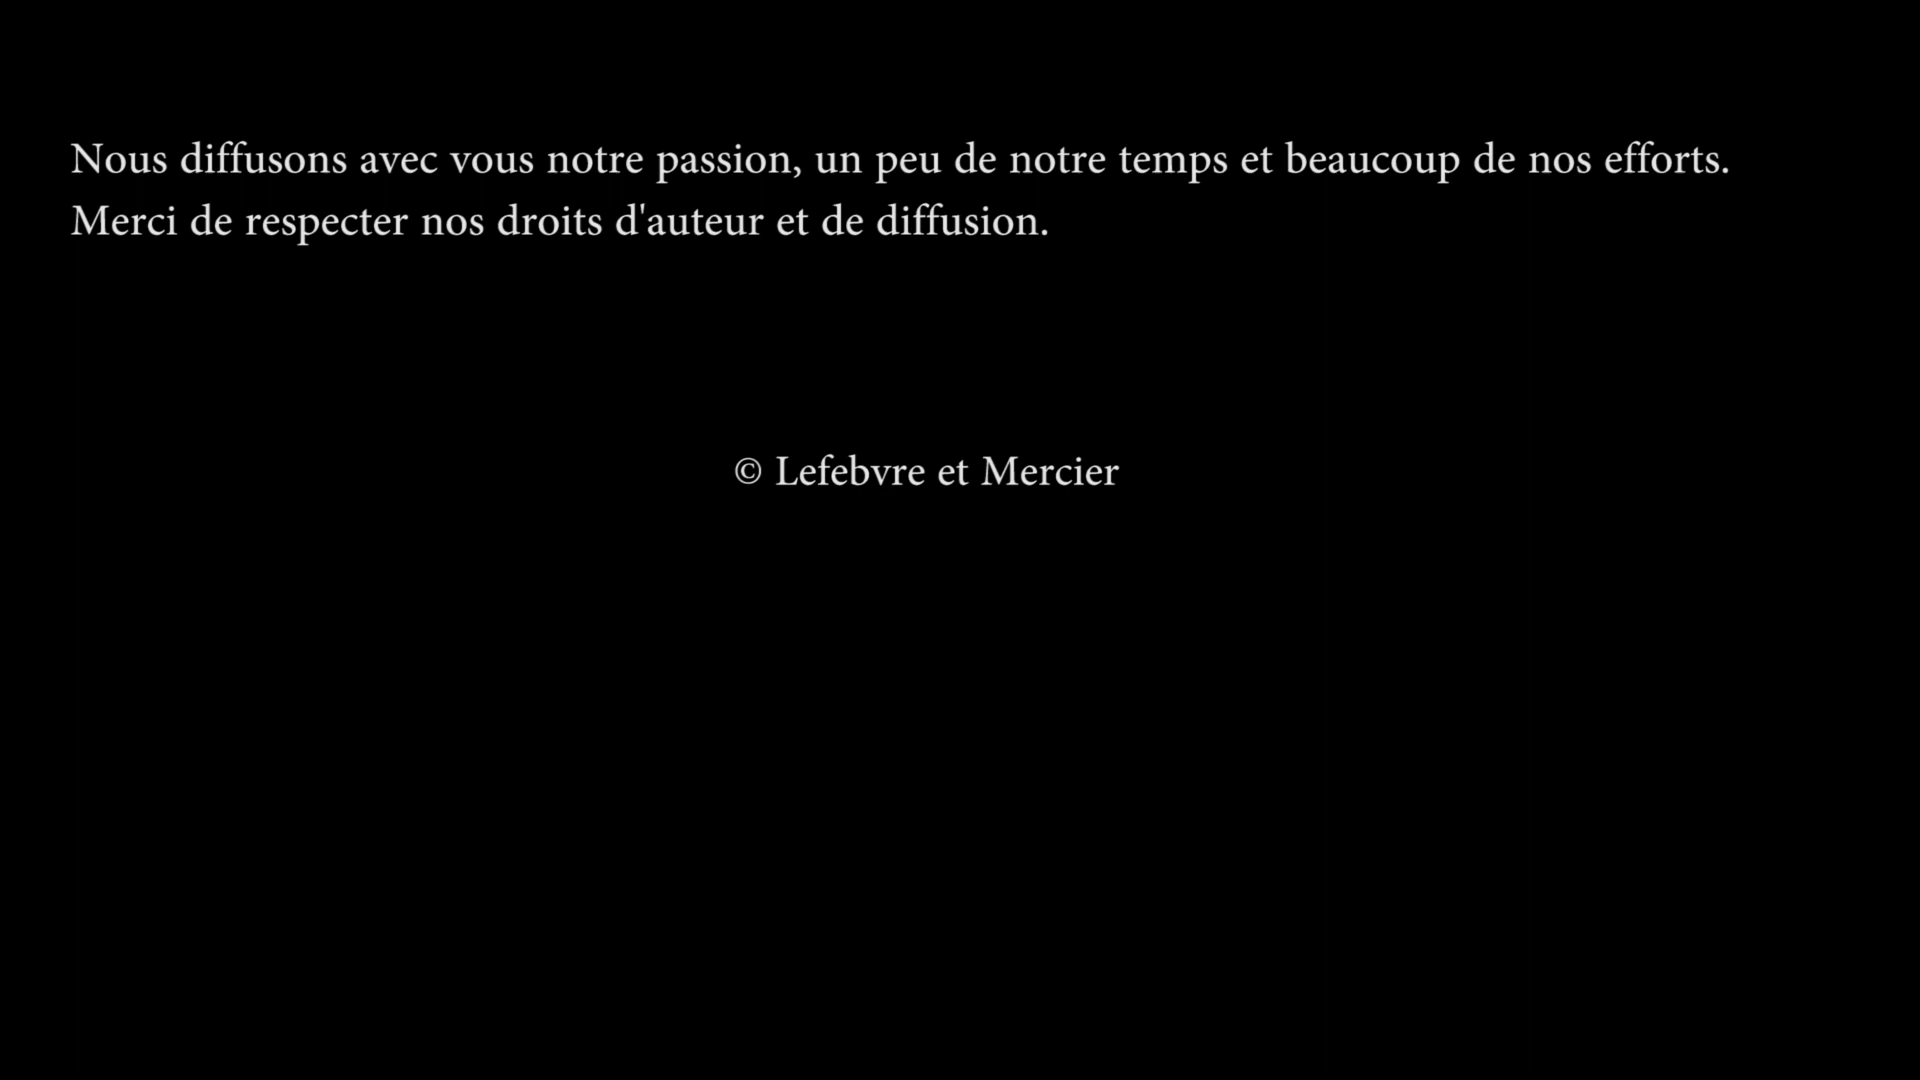 Nous diffusons avec vous notre passion, un peu de notre temps et beaucoup de nos efforts.
Merci de respecter nos droits d'auteur et de diffusion.
© Lefebvre et Mercier